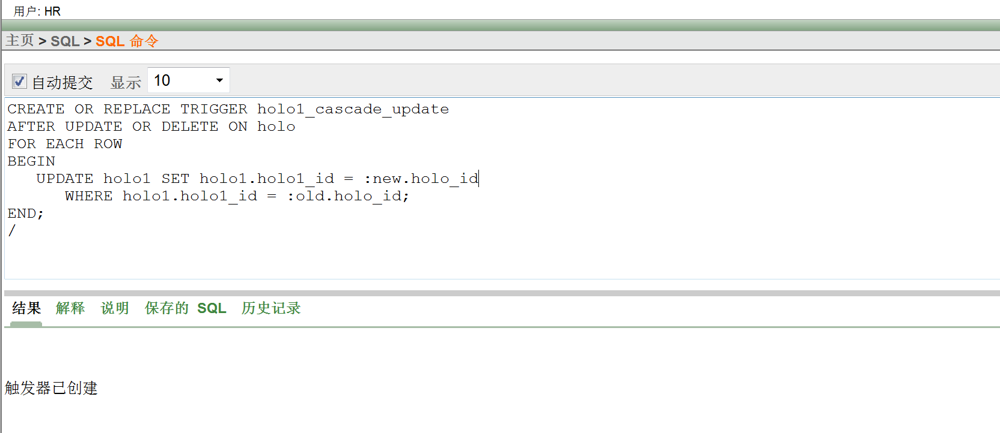 用户: HR
主页 > SQL > SQL 命令
自动提交 显示 10
CREATE OR REPLACE TRIGGER holo1_cascade_update
AFTER UPDATE OR DELETE ON holo
FOR EACH ROW
BEGIN
   UPDATE holo1 SET holo1.holo1_id = :new.holo_id
      WHERE holo1.holo1_id = :old.holo_id;
END;
/
结果 解释 说明 保存的 SQL 历史记录
触发器已创建